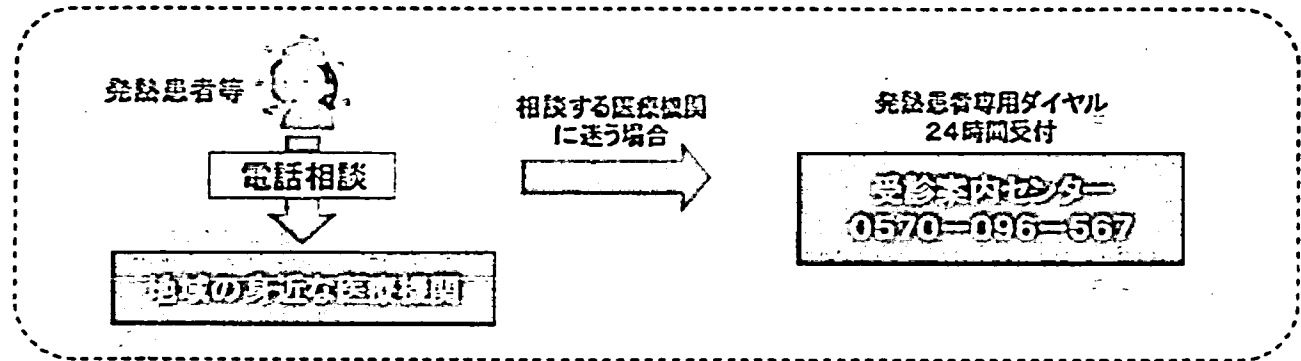 発熱患者等
電話相談
地域の身近な医療機関
相談する医療機関
に迷う場合
発熱患者専用ダイヤル
24時間受付
受診案内センター
0570-096-567